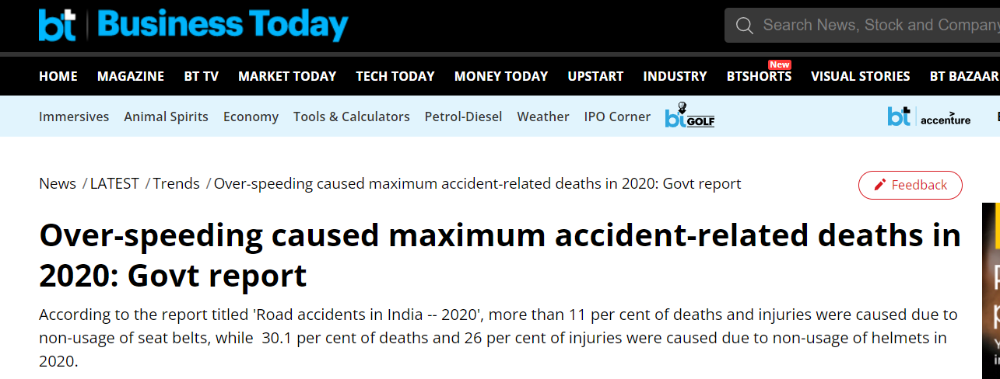 bt Business Today
Search News, Stock and Company
HOME MAGAZINE BT TV MARKET TODAY TECH TODAY MONEY TODAY UPSTART INDUSTRY BTSHORTS New VISUAL STORIES BT BAZAAR
Immersives Animal Spirits Economy Tools & Calculators Petrol-Diesel Weather IPO Corner bt GOLF bt accenture
News / LATEST / Trends / Over-speeding caused maximum accident-related deaths in 2020: Govt report
Feedback
Over-speeding caused maximum accident-related deaths in
2020: Govt report
According to the report titled 'Road accidents in India -- 2020', more than 11 per cent of deaths and injuries were caused due to
non-usage of seat belts, while  30.1 per cent of deaths and 26 per cent of injuries were caused due to non-usage of helmets in
2020.